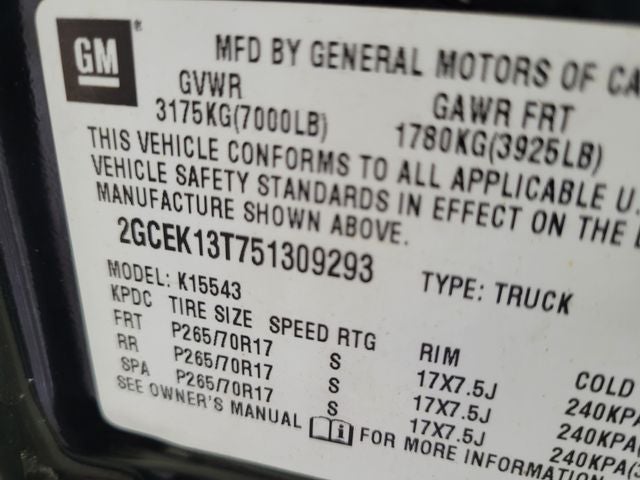 GM
MFD BY GENERAL MOTORS OF CA
GVWR GAWR FRT
3175KG(7000LB) 1780KG(3925LB)
THIS VEHICLE CONFORMS TO ALL APPLICABLE U.
VEHICLE SAFETY STANDARDS IN EFFECT ON THE
MANUFACTURE SHOWN ABOVE.
2GCEK13T751309293 TYPE: TRUCK
MODEL: K15543
KPDC TIRE SIZE SPEED RTG RIM COLD
FRT P265/70R17 S 17X7.5J 240KPA
RR P265/70R17 S 17X7.5J 240KPA(
SPA P265/70R17 S 17X7.5J 240KPA(3
SEE OWNER'S MANUAL i FOR MORE INFORMATION